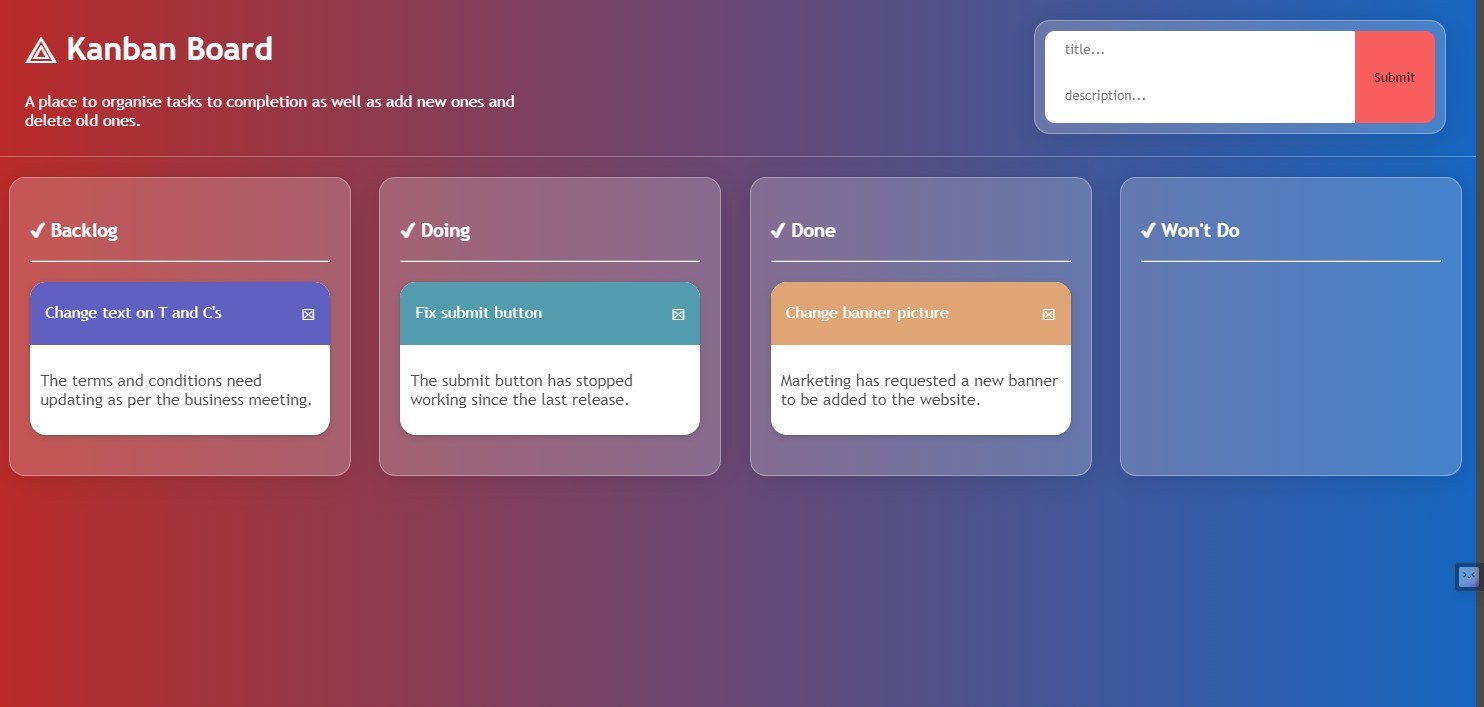 Kanban Board
A place to organise tasks to completion as well as add new ones and
delete old ones.
title...
description...
Submit
✔ Backlog
Change text on T and C's
The terms and conditions need
updating as per the business meeting.
✔ Doing
Fix submit button
The submit button has stopped
working since the last release.
✔ Done
Change banner picture
Marketing has requested a new banner
to be added to the website.
✔ Won't Do